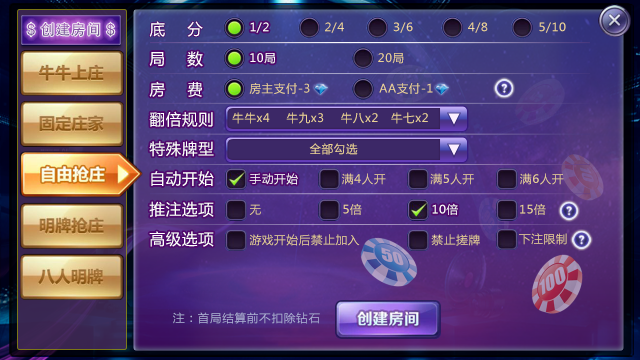 $ 创建房间 $
牛牛上庄
固定庄家
自由抢庄
明牌抢庄
八人明牌
底 分 1/2 2/4 3/6 4/8 5/10
局 数 10局 20局
房 费 房主支付-3 AA支付-1 ?
翻倍规则 牛牛x4 牛九x3 牛八x2 牛七x2
特殊牌型 全部勾选
自动开始 手动开始 满4人开 满5人开 满6人开
推注选项 无 5倍 10倍 15倍 ?
高级选项 游戏开始后禁止加入 禁止搓牌 下注限制 ?
50
100
注：首局结算前不扣除钻石 创建房间